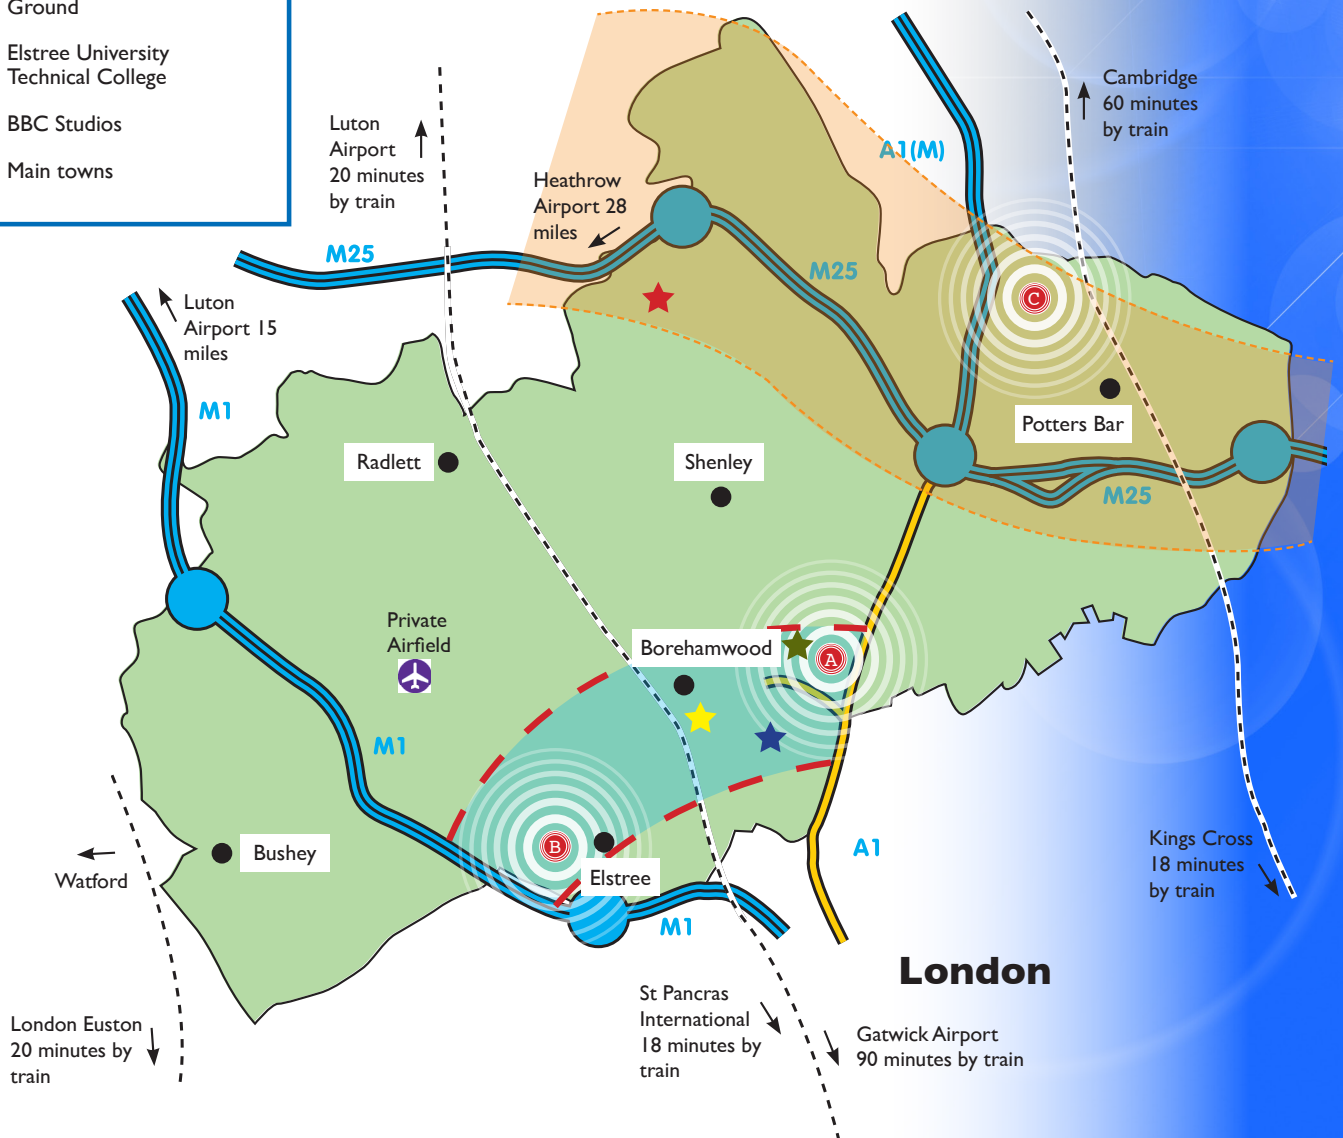 Ground
Elstree University
Technical College
BBC Studios
Main towns
Luton
Airport
20 minutes
by train
Heathrow
Airport 28
miles
A1(M)
Cambridge
60 minutes
by train
M25
M25
Luton
Airport 15
miles
M1
C
Potters Bar
Radlett
Shenley
M25
Private
Airfield
Borehamwood
A
M1
B
Bushey
Elstree
A1
Kings Cross
18 minutes
by train
Watford
M1
London
London Euston
20 minutes by
train
St Pancras
International
18 minutes by
train
Gatwick Airport
90 minutes by train